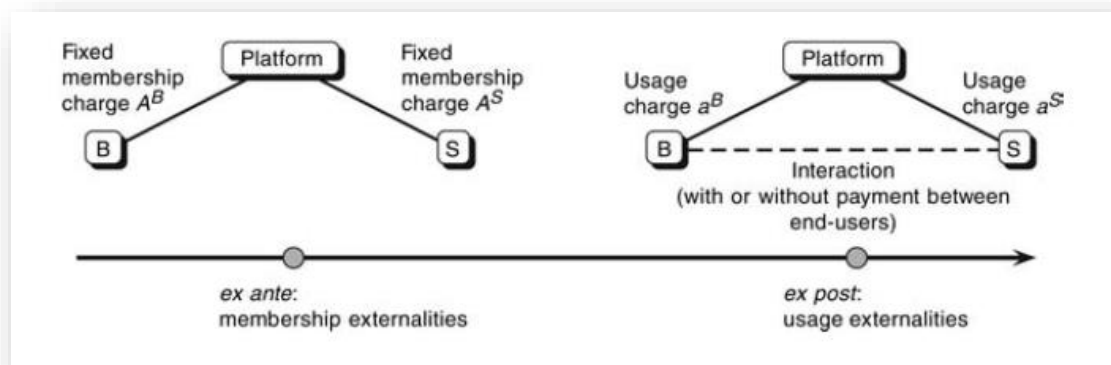 Fixed
membership
charge A^B
Platform
Fixed
membership
charge A^S
B
S
Usage
charge a^B
Platform
Usage
charge a^S
B
S
Interaction
(with or without payment between
end-users)
ex ante:
membership externalities
ex post:
usage externalities